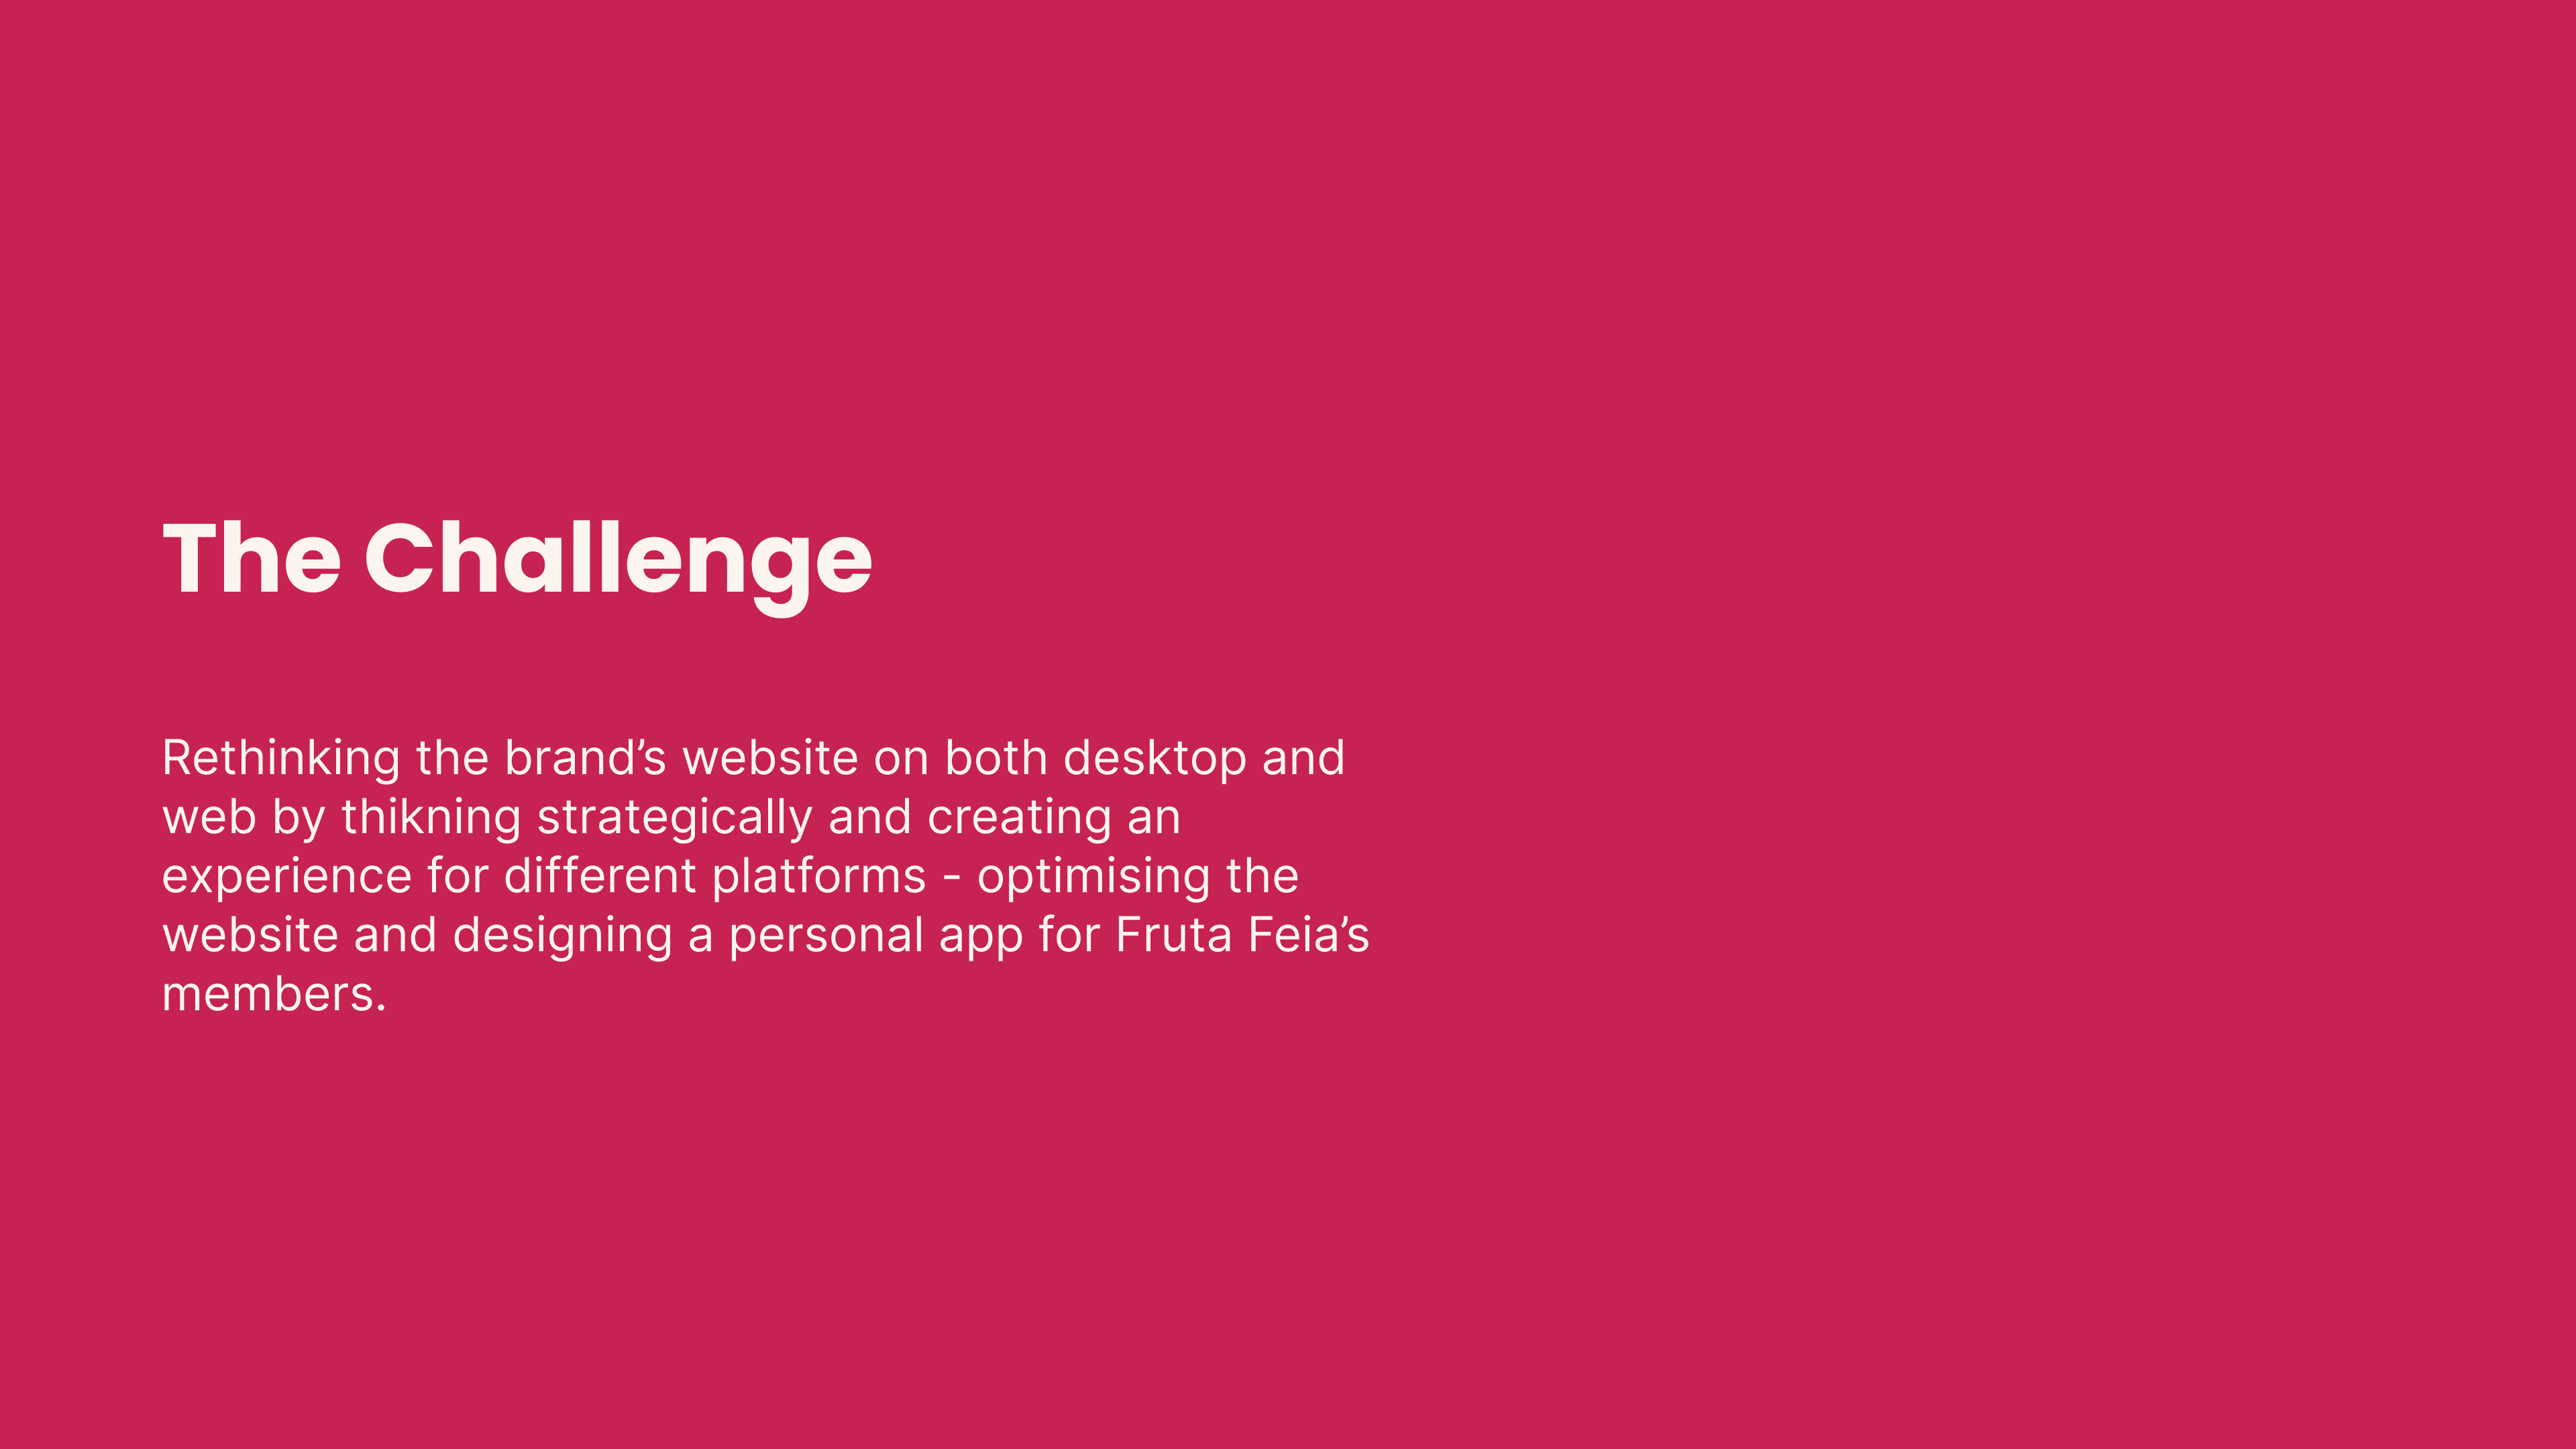 The Challenge
Rethinking the brand’s website on both desktop and
web by thikning strategically and creating an
experience for different platforms - optimising the
website and designing a personal app for Fruta Feia’s
members.